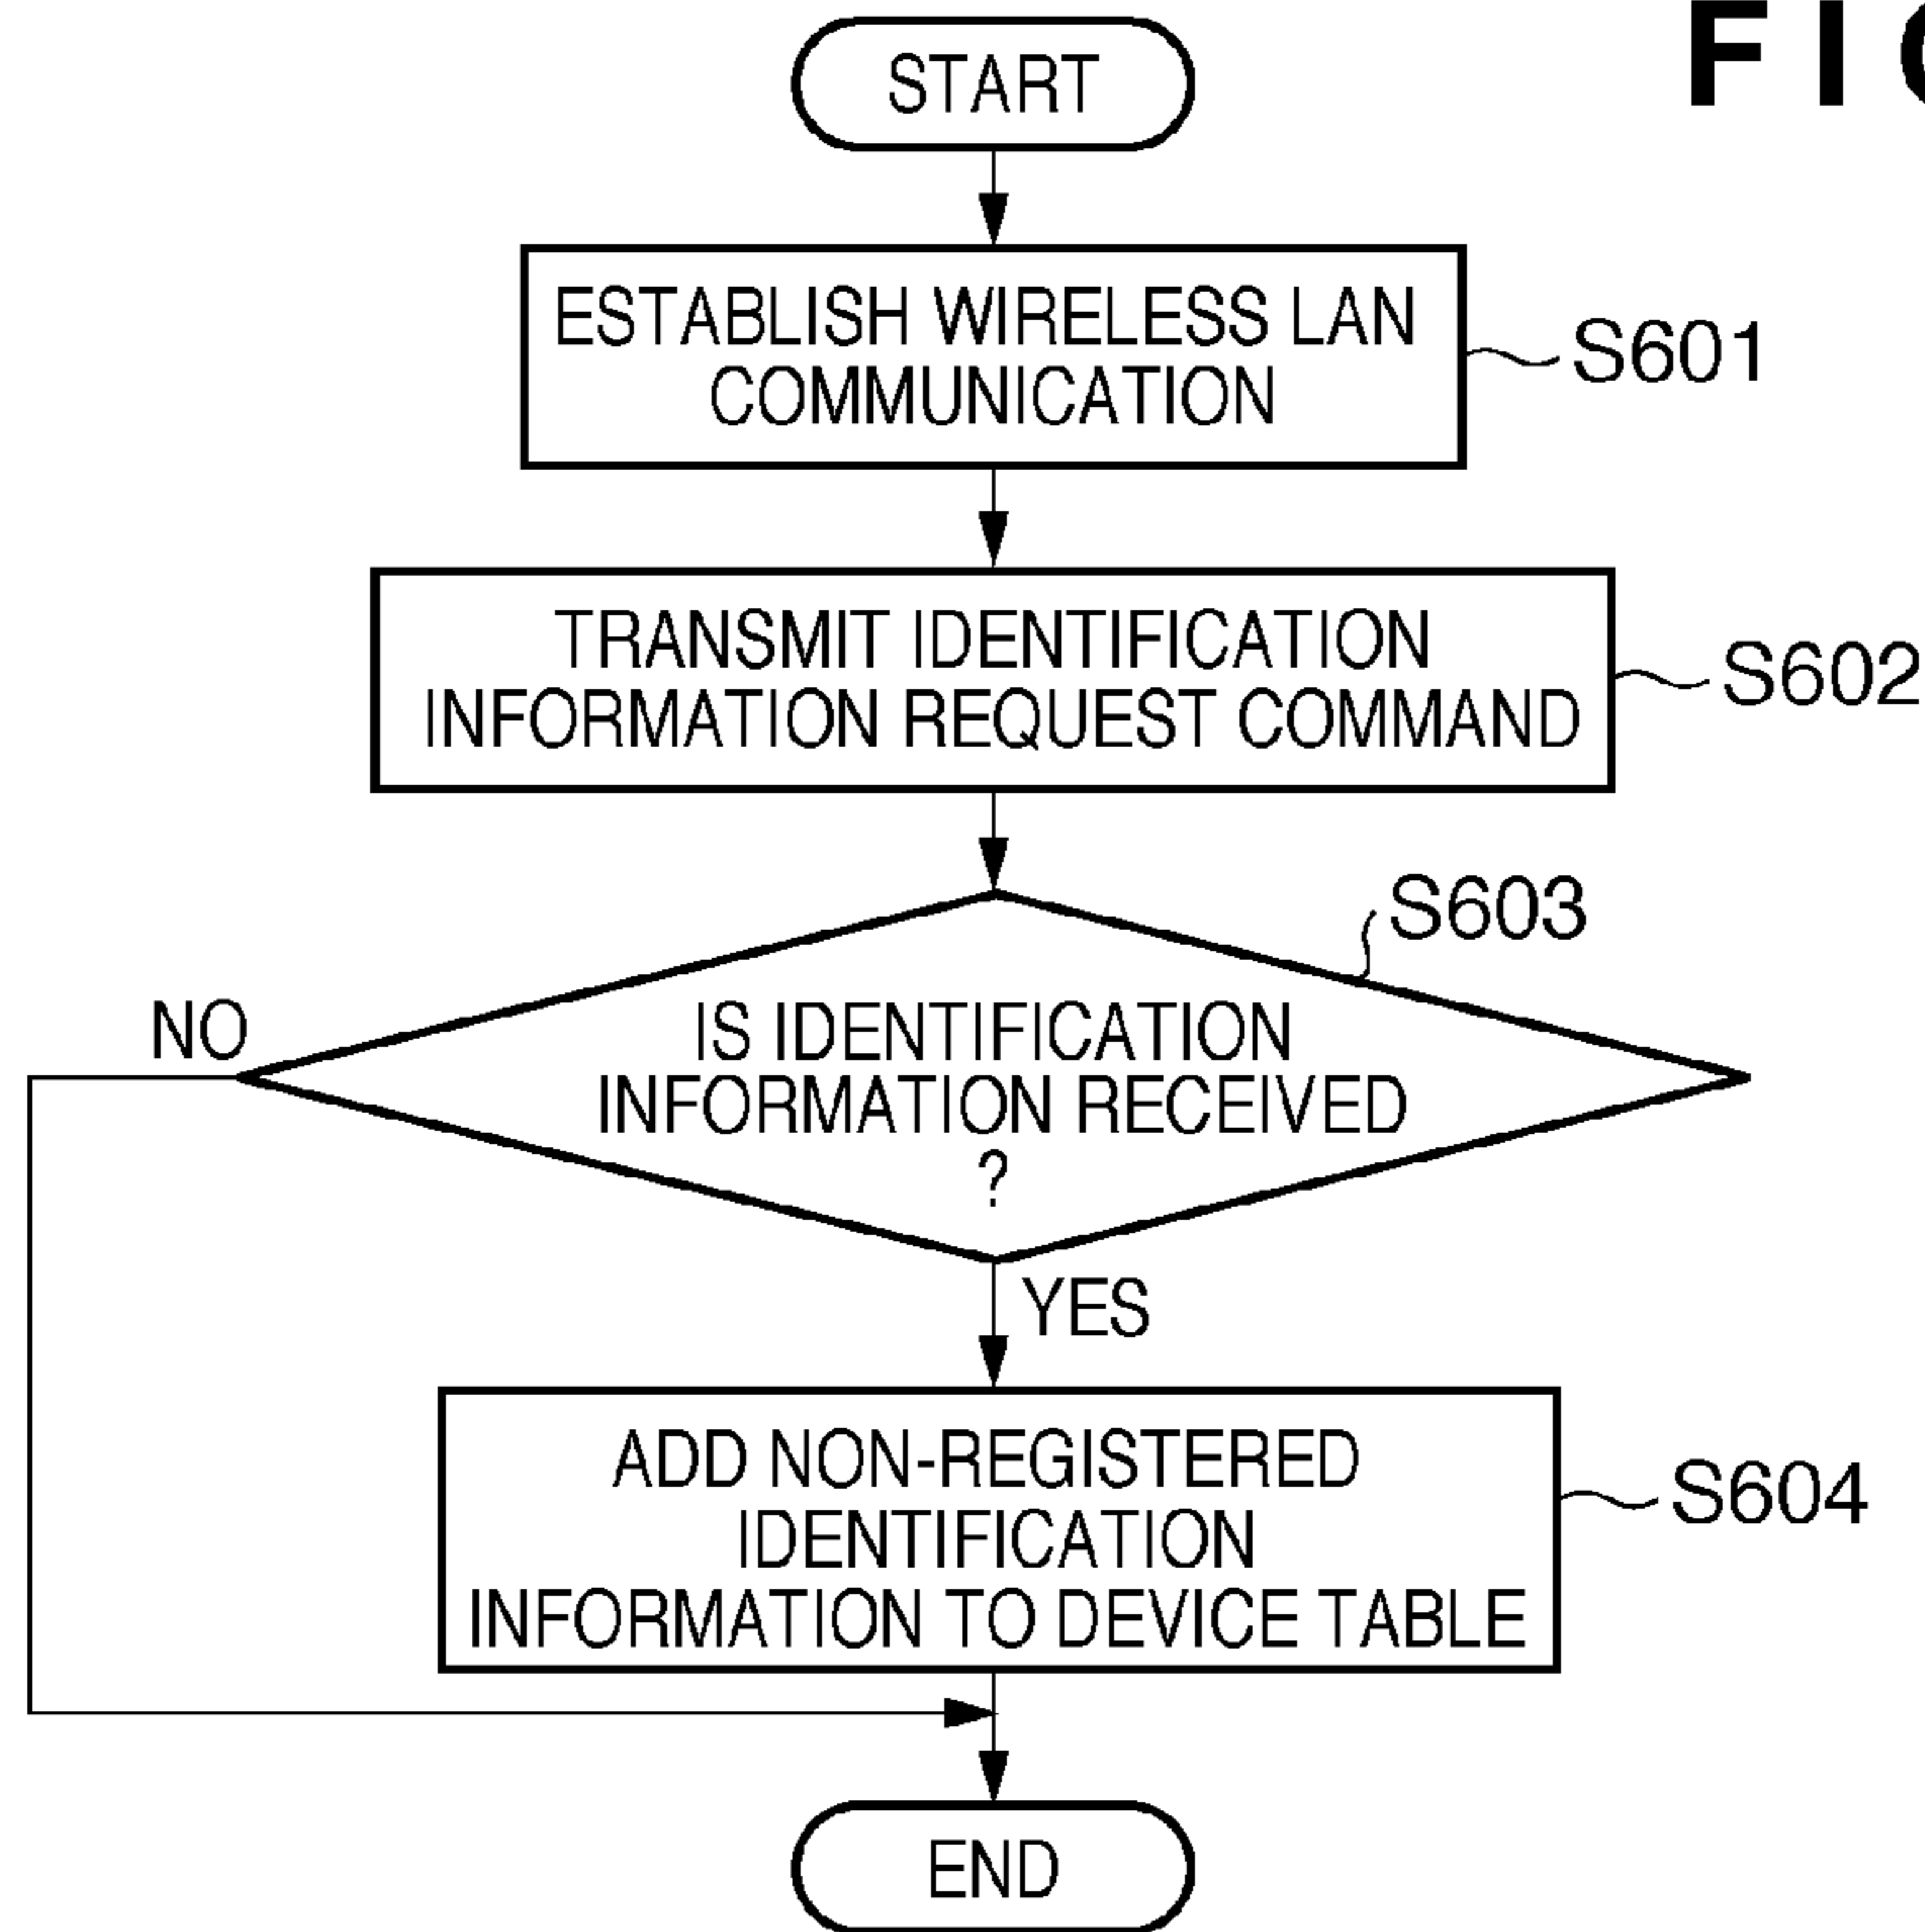 START
ESTABLISH WIRELESS LAN
COMMUNICATION
S601
TRANSMIT IDENTIFICATION
INFORMATION REQUEST COMMAND
S602
S603
NO
IS IDENTIFICATION
INFORMATION RECEIVED
?
YES
ADD NON-REGISTERED
IDENTIFICATION
INFORMATION TO DEVICE TABLE
S604
END